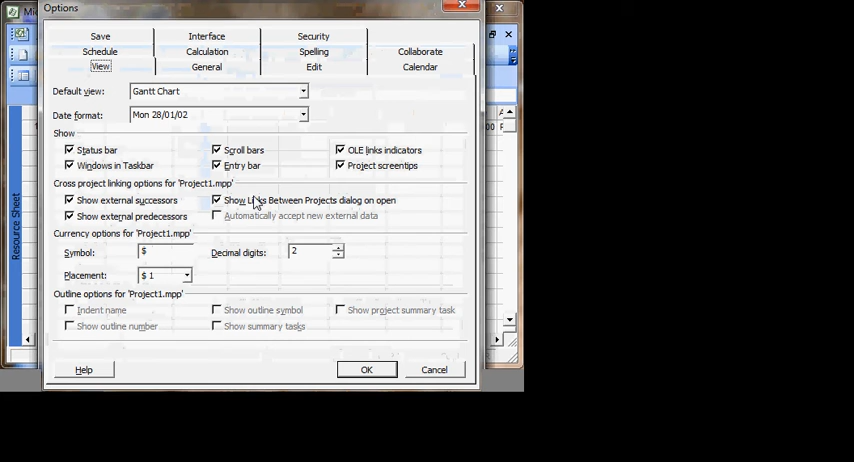 Options
Save Interface Security
Schedule Calculation Spelling Collaborate
View General Edit Calendar
Default view: Gantt Chart
Date format: Mon 28/01/02
Show
Status bar Scroll bars OLE links indicators
Windows in Taskbar Entry bar Project screentips
Cross project linking options for 'Project1.mpp'
Show external successors Show Links Between Projects dialog on open
Show external predecessors Automatically accept new external data
Currency options for 'Project1.mpp'
Symbol: $ Decimal digits: 2
Placement: $ 1
Outline options for 'Project1.mpp'
Indent name Show outline symbol Show project summary task
Show outline number Show summary tasks
Help OK Cancel
Resource Sheet